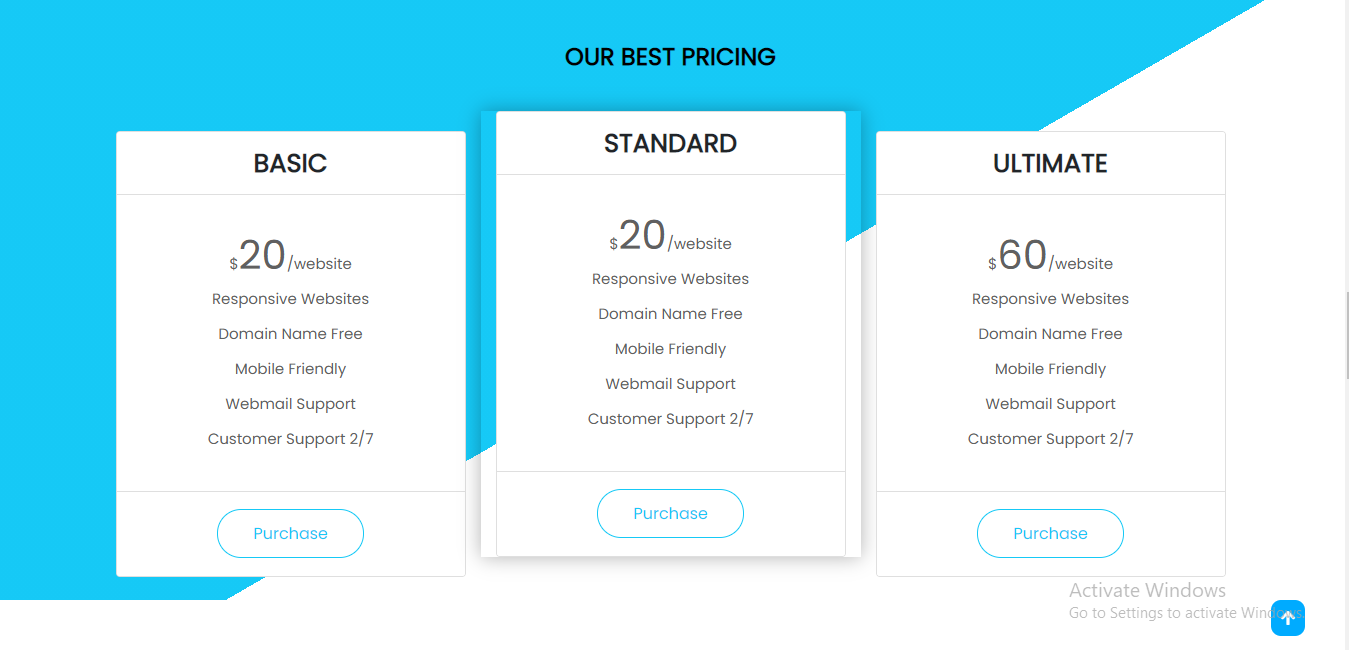 OUR BEST PRICING
BASIC
$20/website
Responsive Websites
Domain Name Free
Mobile Friendly
Webmail Support
Customer Support 2/7
Purchase
STANDARD
$20/website
Responsive Websites
Domain Name Free
Mobile Friendly
Webmail Support
Customer Support 2/7
Purchase
ULTIMATE
$60/website
Responsive Websites
Domain Name Free
Mobile Friendly
Webmail Support
Customer Support 2/7
Purchase
Activate Windows
Go to Settings to activate Windows.